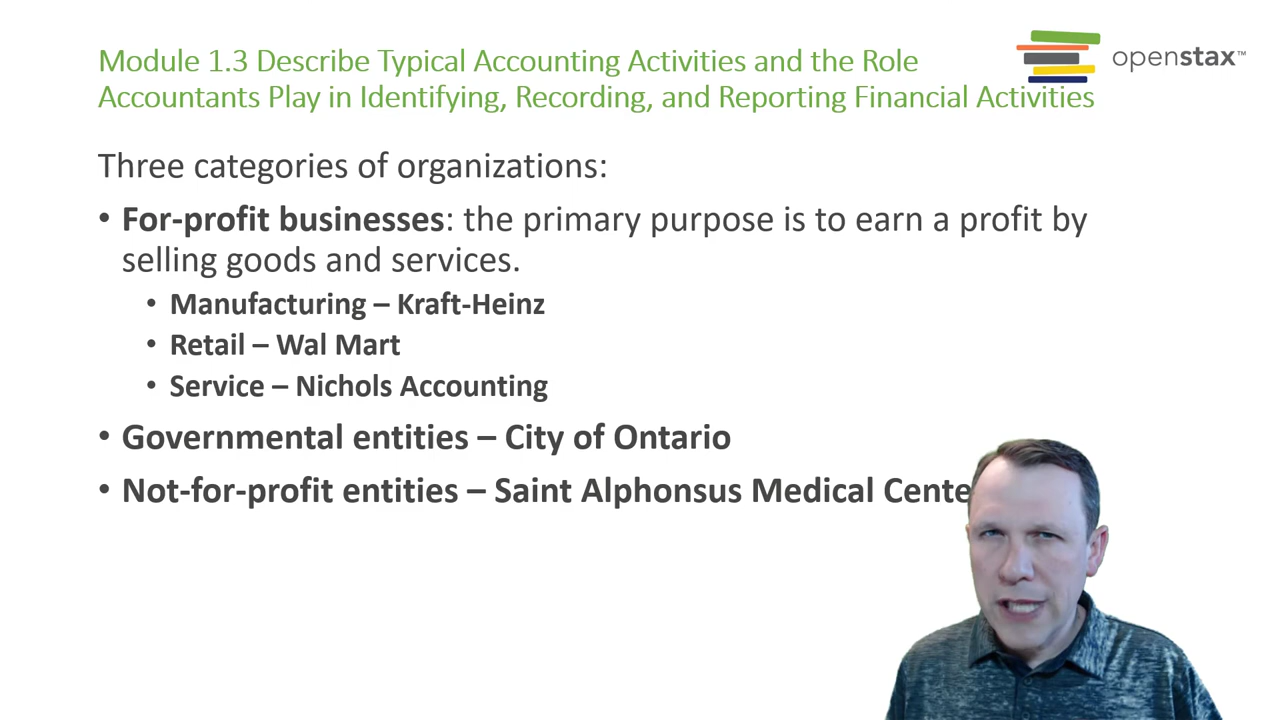 Module 1.3 Describe Typical Accounting Activities and the Role
Accountants Play in Identifying, Recording, and Reporting Financial Activities
openstax™
Three categories of organizations:
• For-profit businesses: the primary purpose is to earn a profit by
selling goods and services.
• Manufacturing – Kraft-Heinz
• Retail – Wal Mart
• Service – Nichols Accounting
• Governmental entities – City of Ontario
• Not-for-profit entities – Saint Alphonsus Medical Cente